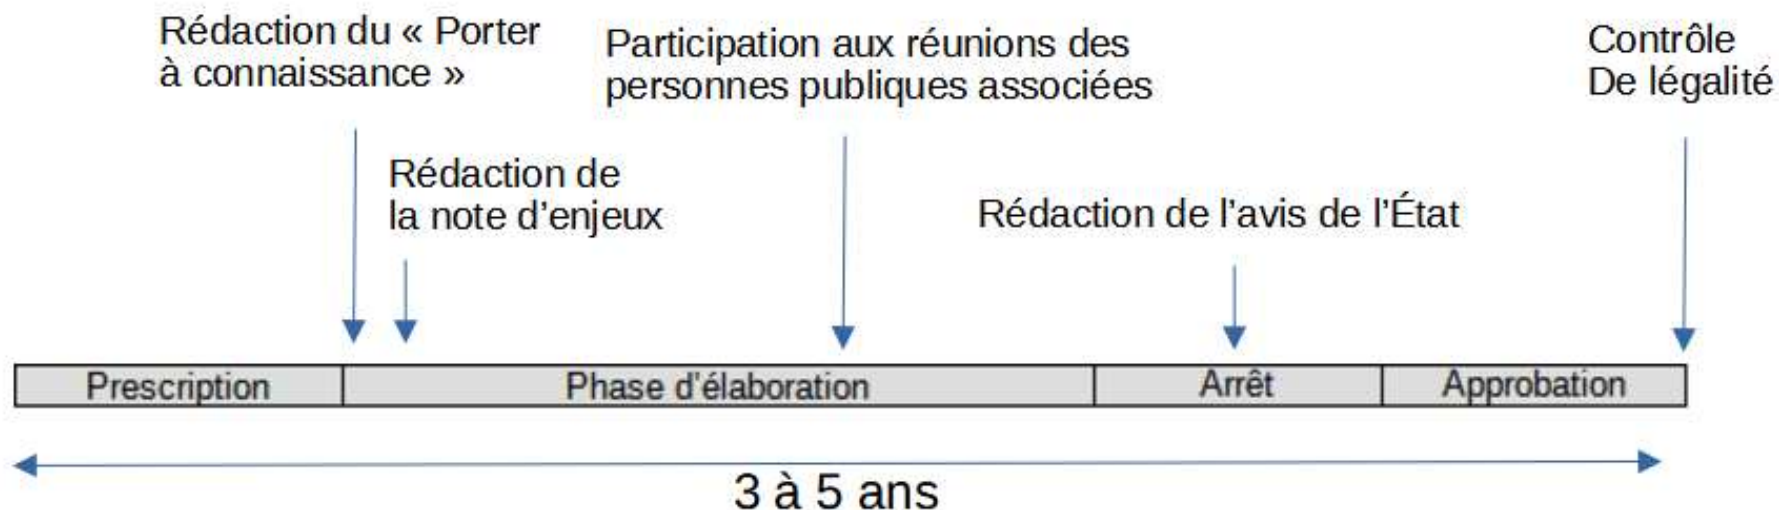 Rédaction du « Porter
à connaissance »
Participation aux réunions des
personnes publiques associées
Contrôle
De légalité
Rédaction de
la note d'enjeux
Rédaction de l'avis de l'État
Prescription
Phase d'élaboration
Arrêt
Approbation
3 à 5 ans